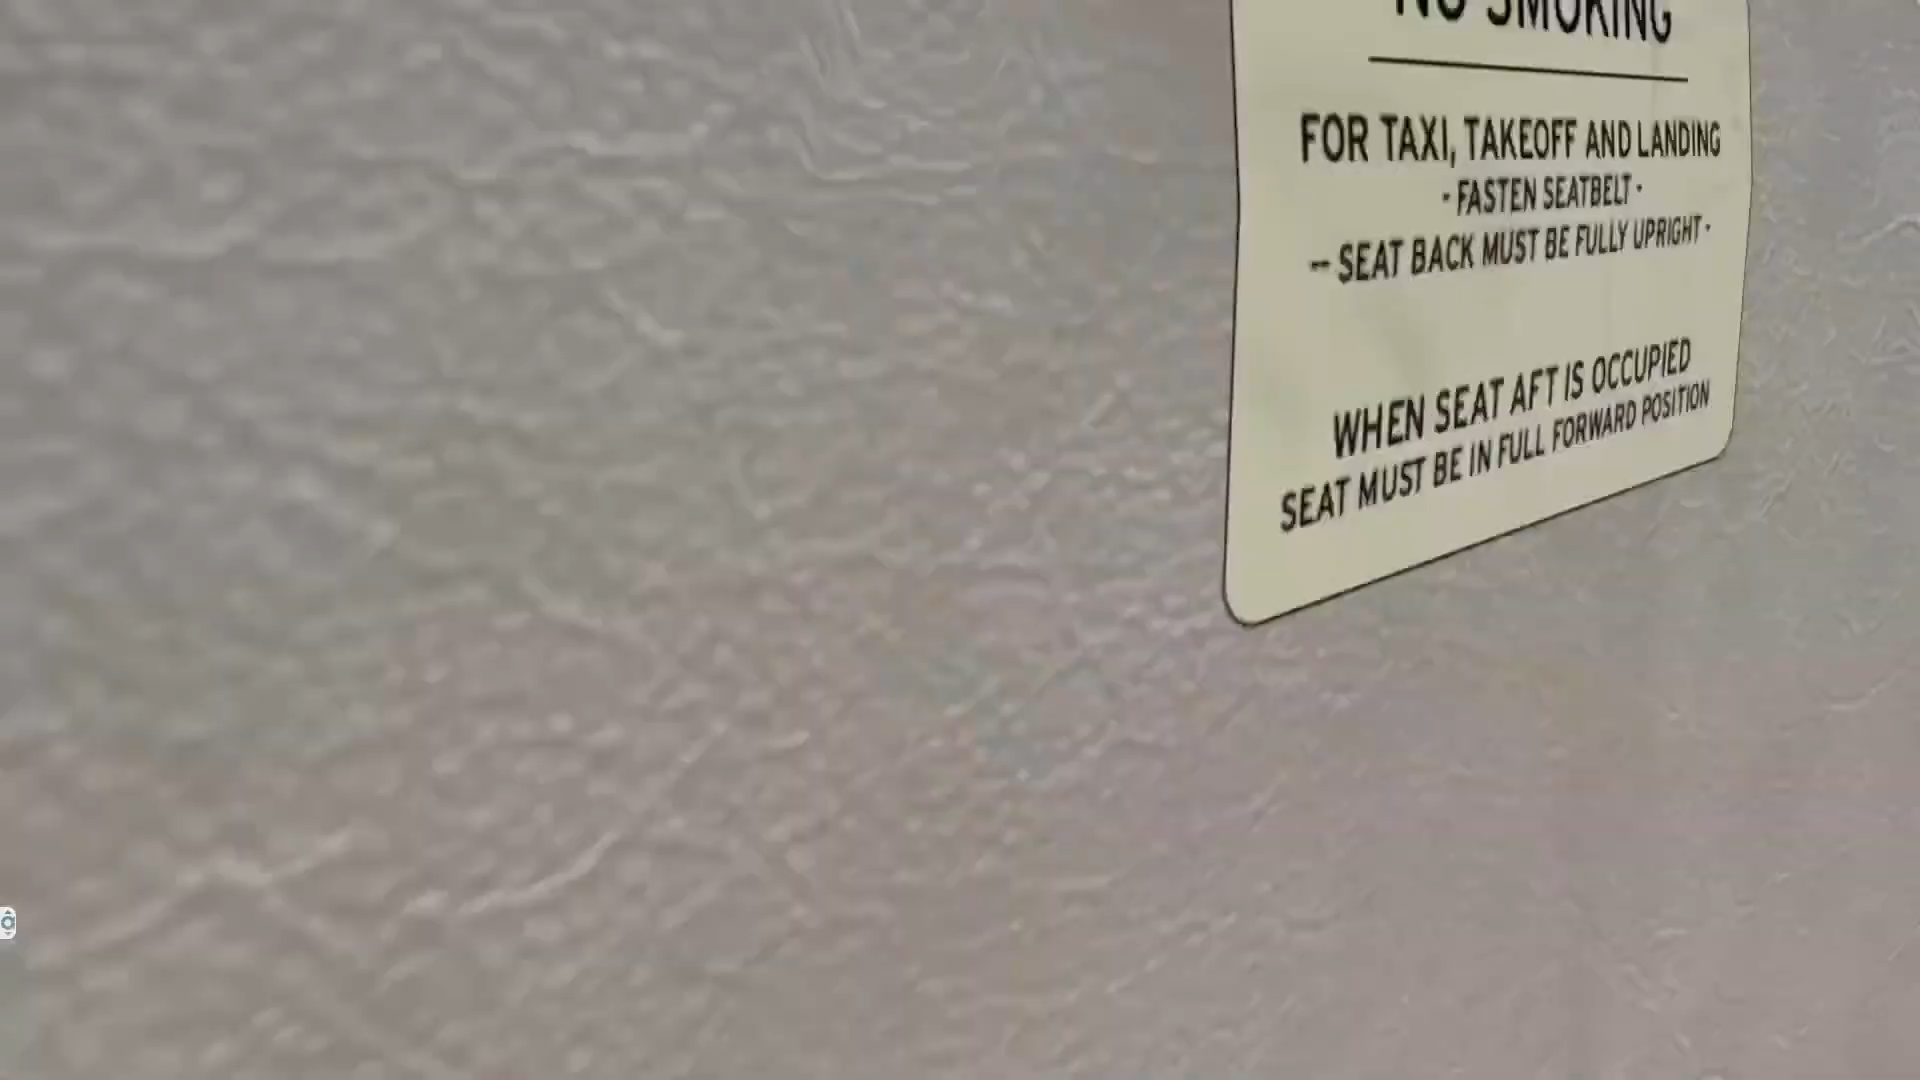 NO SMOKING
FOR TAXI, TAKEOFF AND LANDING
- FASTEN SEATBELT -
- SEAT BACK MUST BE FULLY UPRIGHT -
WHEN SEAT AFT IS OCCUPIED
SEAT MUST BE IN FULL FORWARD POSITION